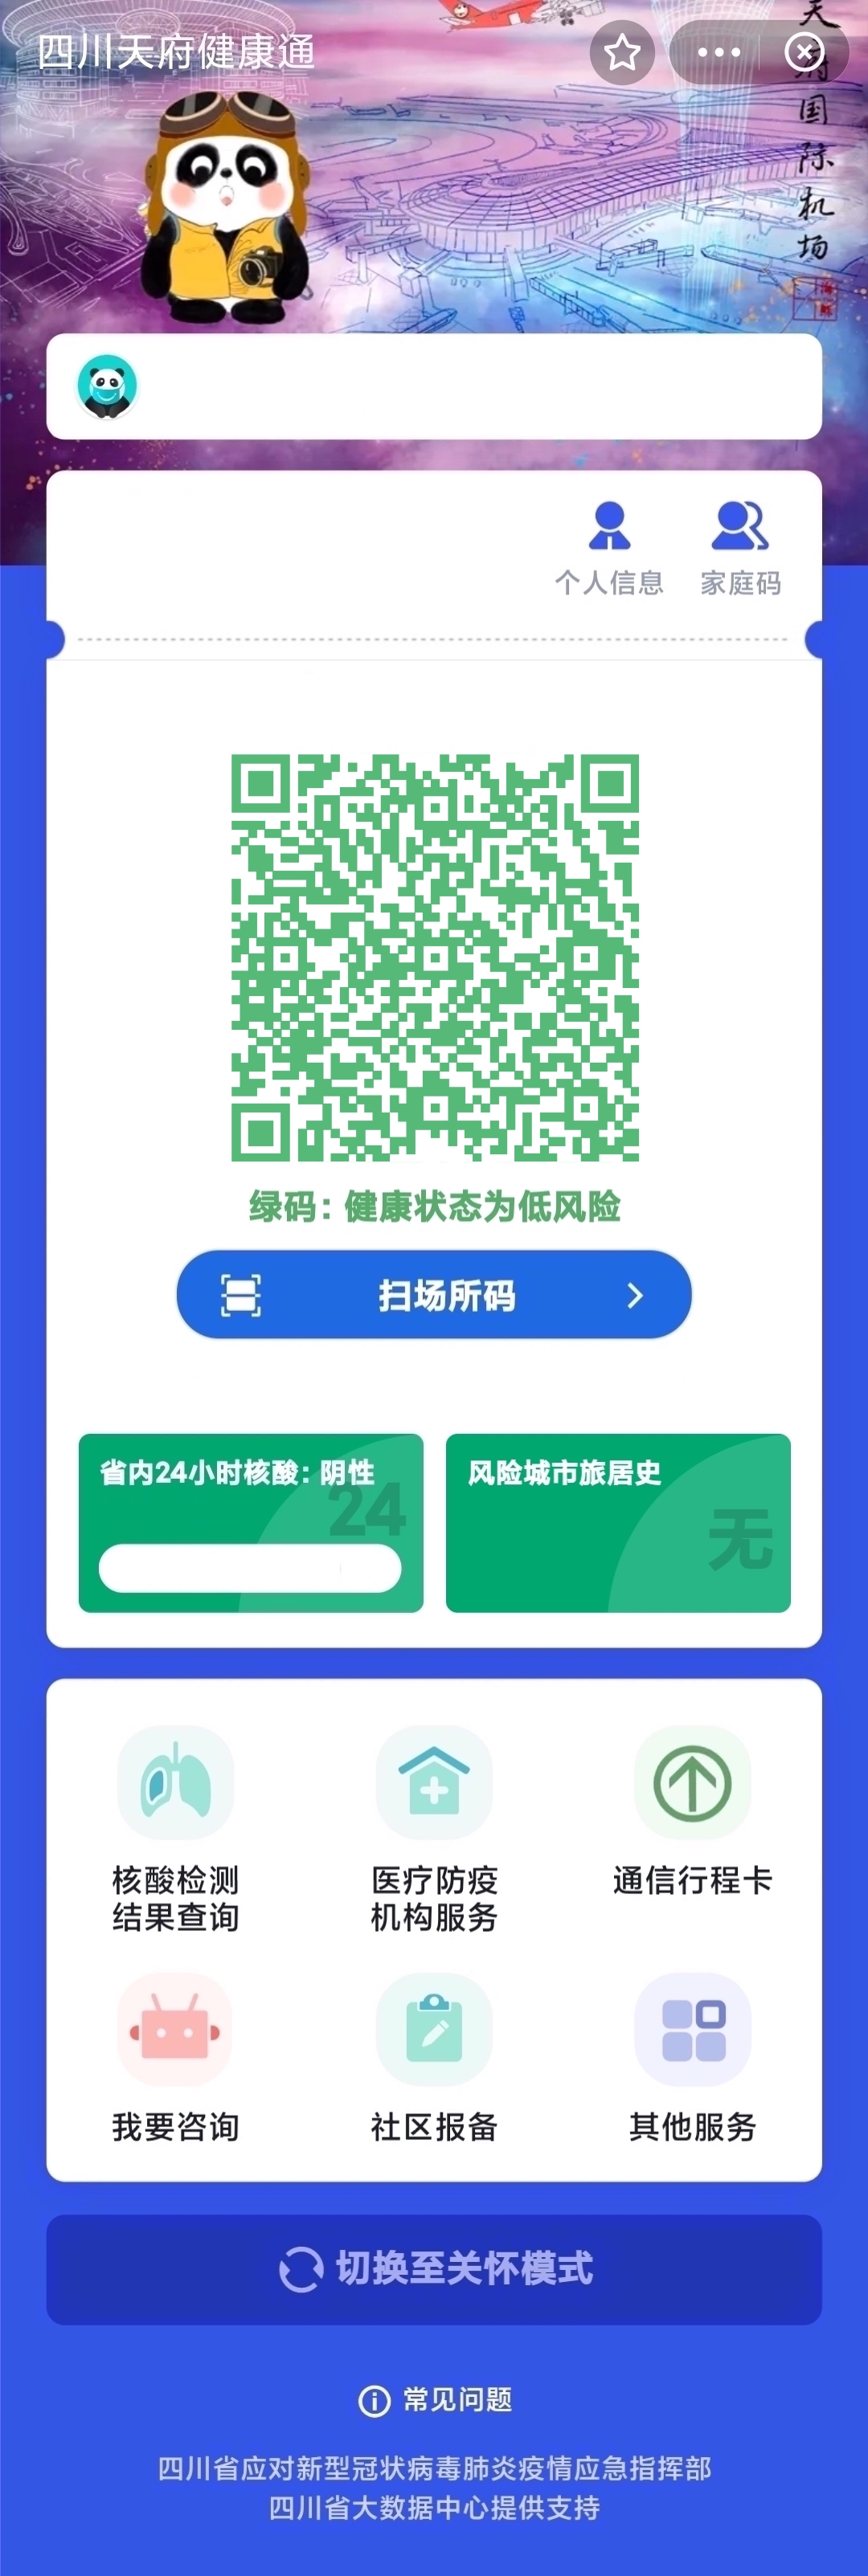 四川天府健康通
天府国际机场
个人信息
家庭码
绿码：健康状态为低风险
扫场所码
省内24小时核酸：阴性
24
风险城市旅居史
无
核酸检测
结果查询
医疗防疫
机构服务
通信行程卡
我要咨询
社区报备
其他服务
切换至关怀模式
常见问题
四川省应对新型冠状病毒肺炎疫情应急指挥部
四川省大数据中心提供支持